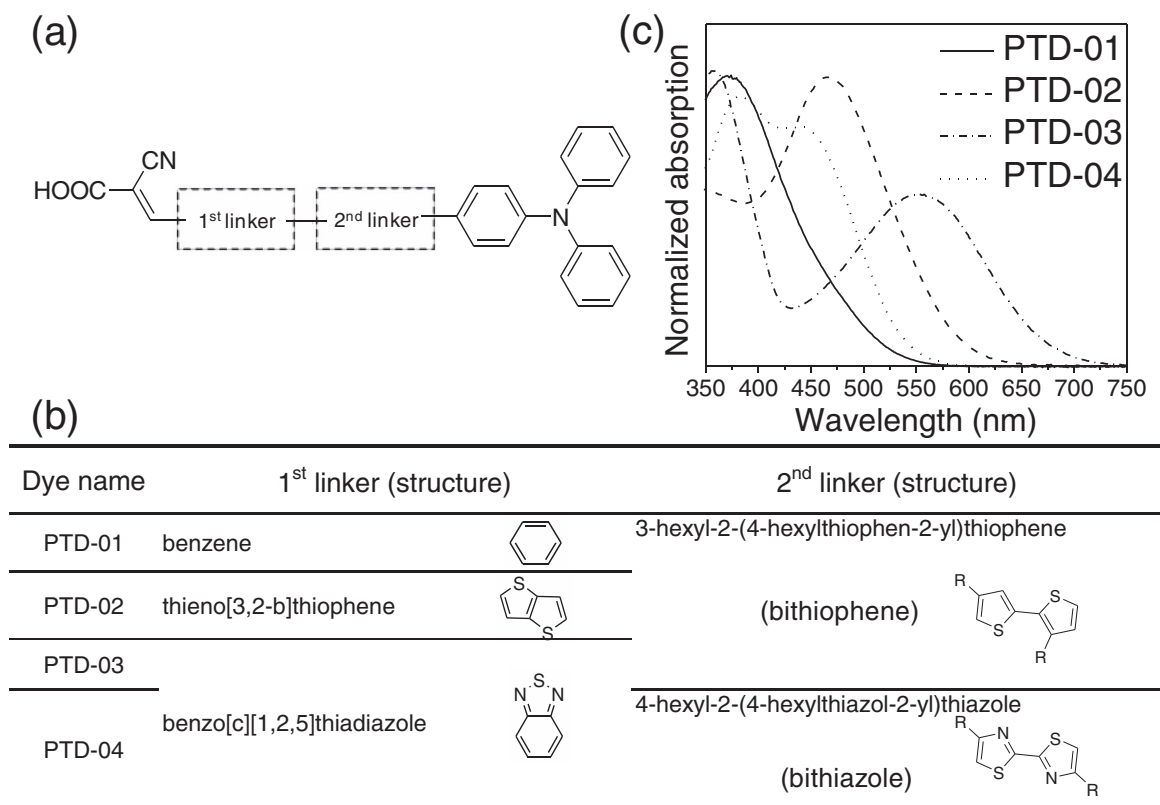 (a)
CN
HOOC
1st linker
2nd linker
N
(c)
Normalized absorption
PTD-01
PTD-02
PTD-03
PTD-04
350 400 450 500 550 600 650 700 750
Wavelength (nm)
(b)
Dye name 1st linker (structure) 2nd linker (structure)
PTD-01 benzene 3-hexyl-2-(4-hexylthiophen-2-yl)thiophene
PTD-02 thieno[3,2-b]thiophene
S
S
(bithiophene)
R
S
S
R
PTD-03
benzo[c][1,2,5]thiadiazole
S
N N
PTD-04
4-hexyl-2-(4-hexylthiazol-2-yl)thiazole
(bithiazole)
R
N S
S N
R